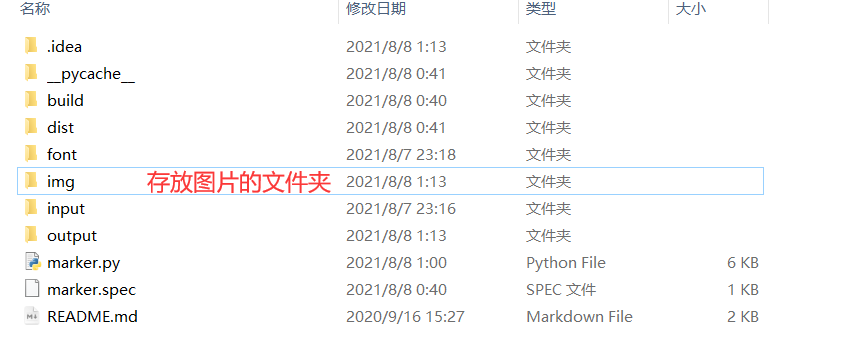 名称 修改日期 类型 大小
.idea 2021/8/8 1:13 文件夹
__pycache__ 2021/8/8 0:41 文件夹
build 2021/8/8 0:40 文件夹
dist 2021/8/8 0:41 文件夹
font 2021/8/7 23:18 文件夹
img 存放图片的文件夹 2021/8/8 1:13 文件夹
input 2021/8/7 23:16 文件夹
output 2021/8/8 1:13 文件夹
marker.py 2021/8/8 1:00 Python File 6 KB
marker.spec 2021/8/8 0:40 SPEC 文件 1 KB
README.md 2020/9/16 15:27 Markdown File 2 KB